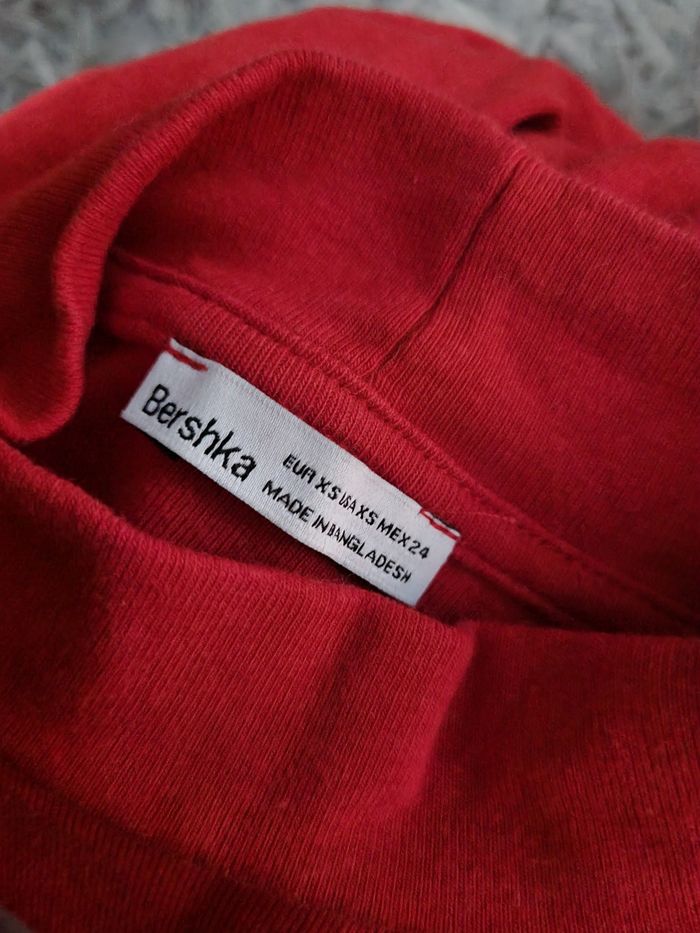 Bershka
EUR XS USA XS MEX 24
MADE IN BANGLADESH